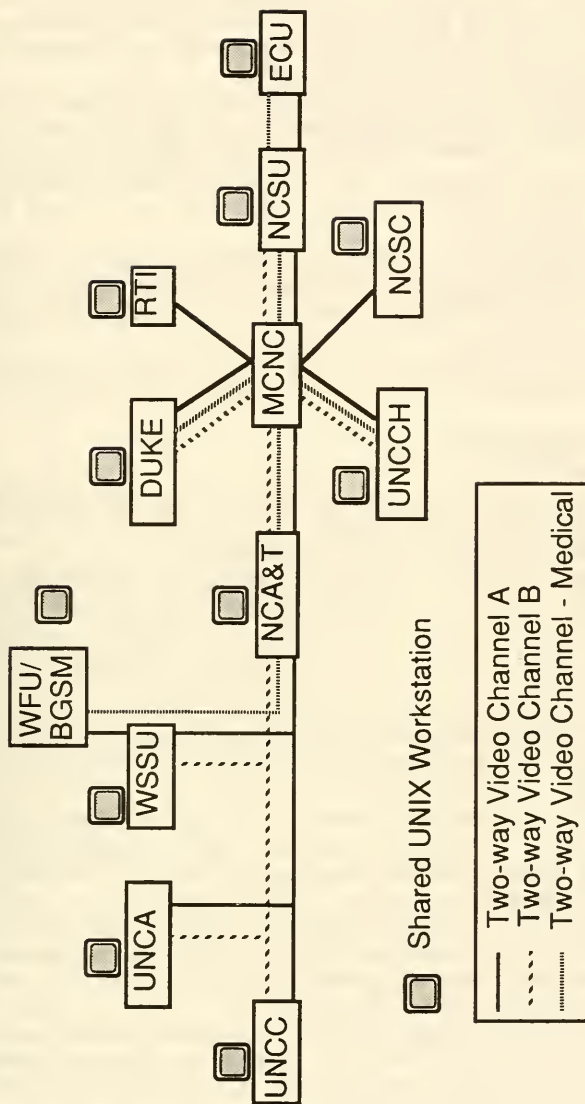 ECU
NCSU
RTI
NCSC
MCNC
DUKE
UNCCH
NCA&T
WFU/
BGSM
WSSU
UNCA
UNCC
Shared UNIX Workstation
Two-way Video Channel A
Two-way Video Channel B
Two-way Video Channel - Medical